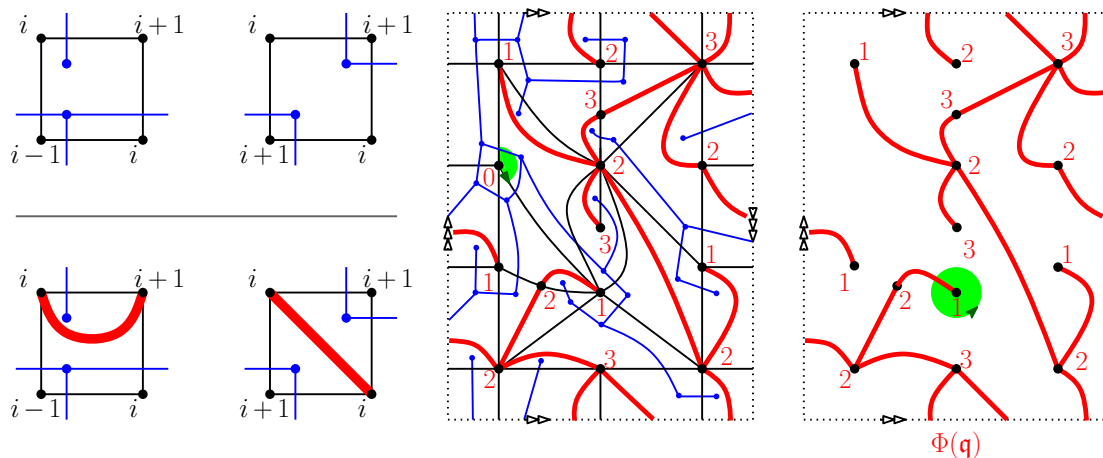 i i+1 i i+1
i−1 i i+1 i
i i+1 i i+1
i−1 i i+1 i
1 2 3
3
0 2 2
3 1
1 2 1
2 3 2
1 2 3
3
2 2
3 1
1 2 1
2 3 2
Φ(𝔮)